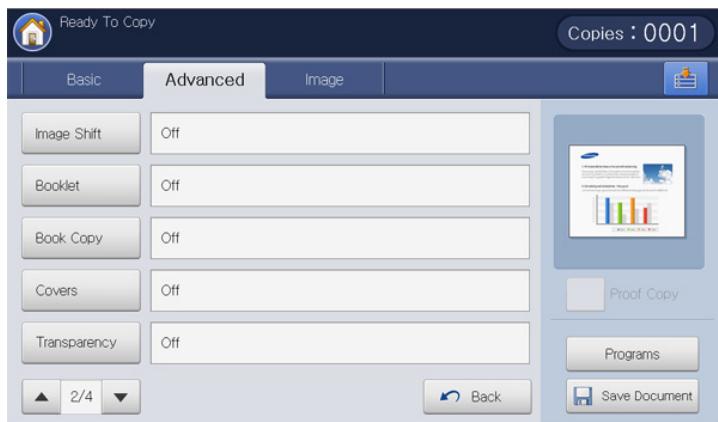 Ready To Copy
Copies : 0001
Basic
Advanced
Image
Image Shift
Off
Booklet
Off
Book Copy
Off
Covers
Off
Transparency
Off
2/4
Back
Proof Copy
Programs
Save Document